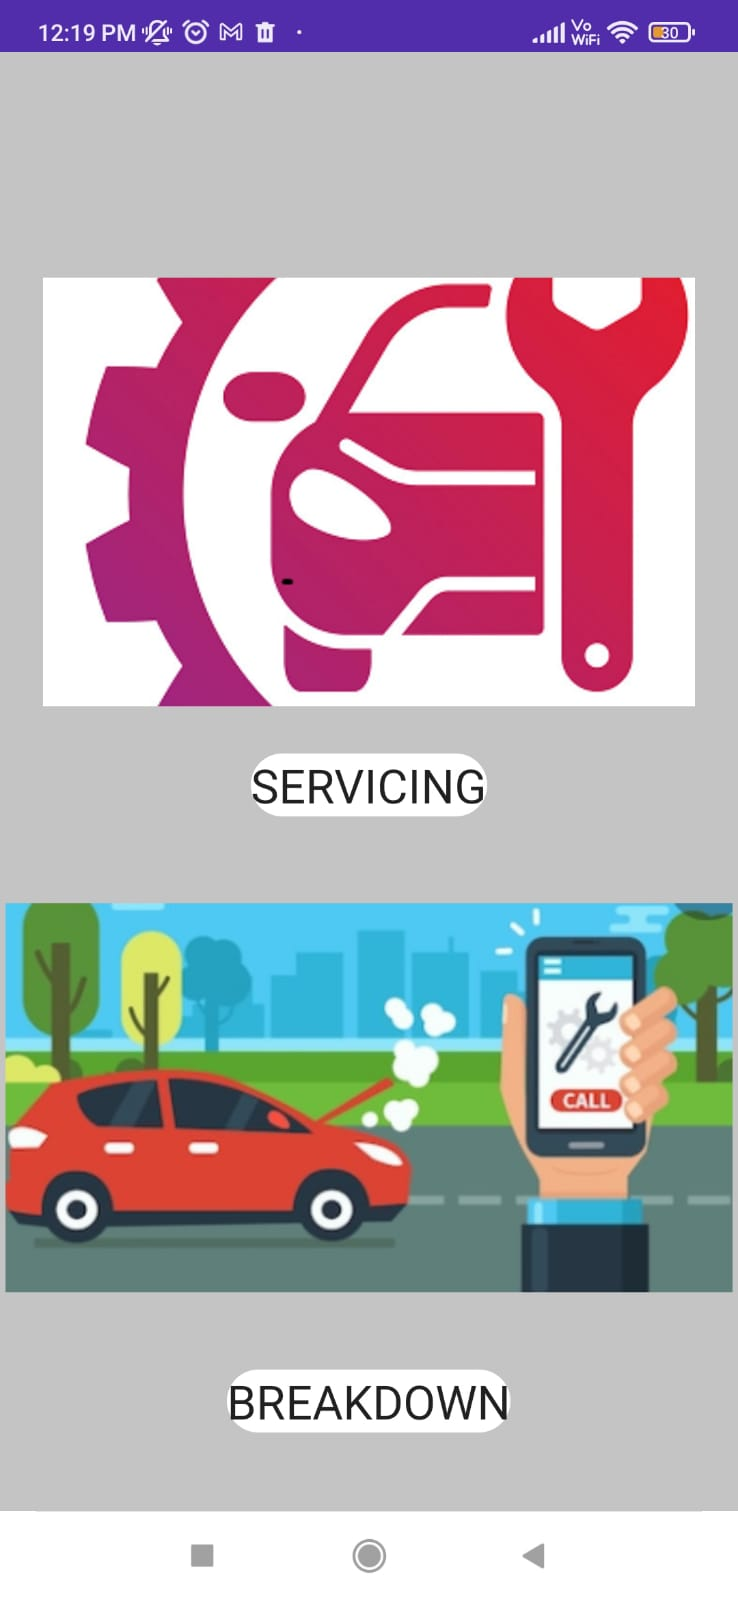 12:19 PM
Vo
WiFi
30
SERVICING
CALL
BREAKDOWN